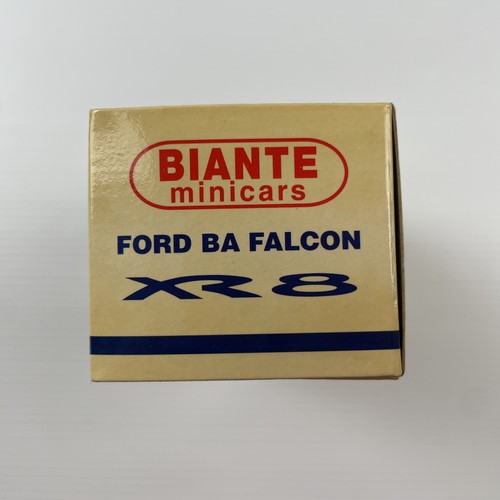 BIANTE
minicars
FORD BA FALCON
XR8